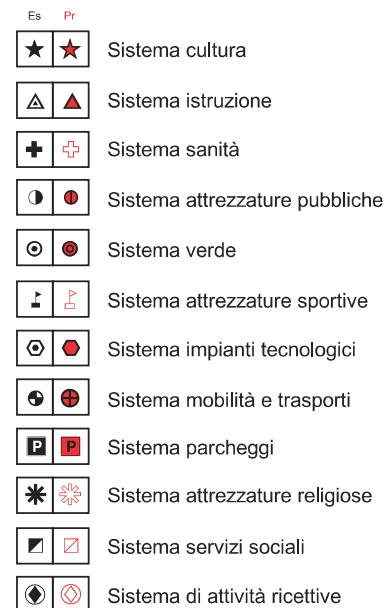 Es Pr
Sistema cultura
Sistema istruzione
Sistema sanità
Sistema attrezzature pubbliche
Sistema verde
Sistema attrezzature sportive
Sistema impianti tecnologici
Sistema mobilità e trasporti
P P Sistema parcheggi
Sistema attrezzature religiose
Sistema servizi sociali
Sistema di attività ricettive